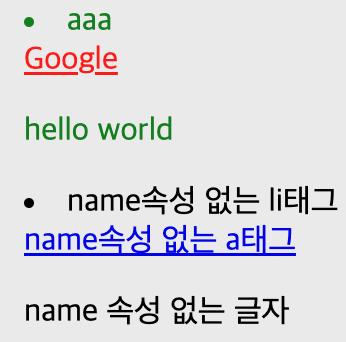 • aaa
Google
hello world
• name속성 없는 li태그
name속성 없는 a태그
name 속성 없는 글자